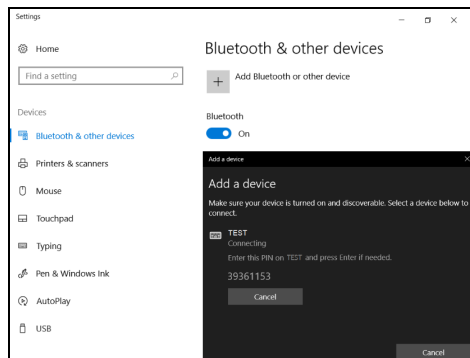 Settings
Home
Find a setting
Devices
Bluetooth & other devices
Printers & scanners
Mouse
Touchpad
Typing
Pen & Windows Ink
AutoPlay
USB
Bluetooth & other devices
Add Bluetooth or other device
Bluetooth
On
Add a device
Add a device
Make sure your device is turned on and discoverable. Select a device below to
connect.
TEST
Connecting
Enter this PIN on TEST and press Enter if needed.
39361153
Cancel
Cancel